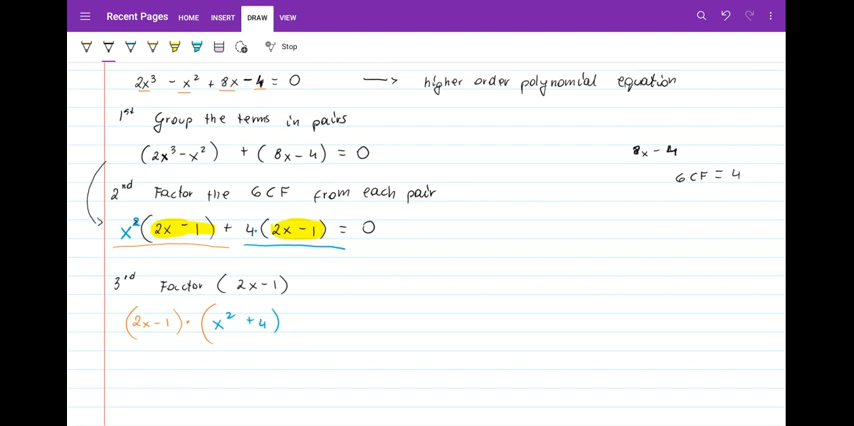 Recent Pages HOME INSERT DRAW VIEW
Stop
2x³ - x² + 8x - 4 = 0 → higher order polynomial equation
1st Group the terms in pairs
(2x³ - x²) + (8x - 4) = 0
8x - 4
GCF = 4
2nd Factor the GCF from each pair
x²(2x - 1) + 4·(2x - 1) = 0
3rd Factor (2x - 1)
(2x - 1)·(x² + 4)